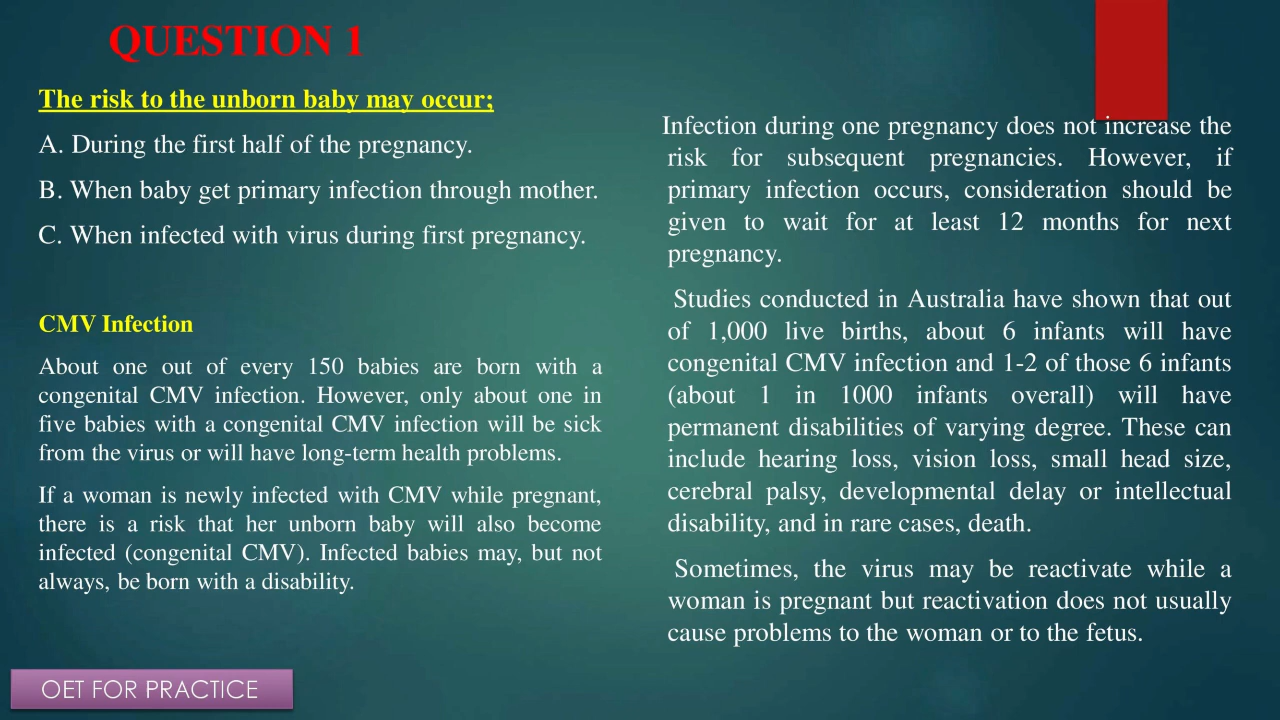 QUESTION 1
The risk to the unborn baby may occur;
A. During the first half of the pregnancy.
B. When baby get primary infection through mother.
C. When infected with virus during first pregnancy.
CMV Infection
About one out of every 150 babies are born with a
congenital CMV infection. However, only about one in
five babies with a congenital CMV infection will be sick
from the virus or will have long-term health problems.
If a woman is newly infected with CMV while pregnant,
there is a risk that her unborn baby will also become
infected (congenital CMV). Infected babies may, but not
always, be born with a disability.
Infection during one pregnancy does not increase the
risk for subsequent pregnancies. However, if
primary infection occurs, consideration should be
given to wait for at least 12 months for next
pregnancy.
Studies conducted in Australia have shown that out
of 1,000 live births, about 6 infants will have
congenital CMV infection and 1-2 of those 6 infants
(about 1 in 1000 infants overall) will have
permanent disabilities of varying degree. These can
include hearing loss, vision loss, small head size,
cerebral palsy, developmental delay or intellectual
disability, and in rare cases, death.
Sometimes, the virus may be reactivate while a
woman is pregnant but reactivation does not usually
cause problems to the woman or to the fetus.
OET FOR PRACTICE